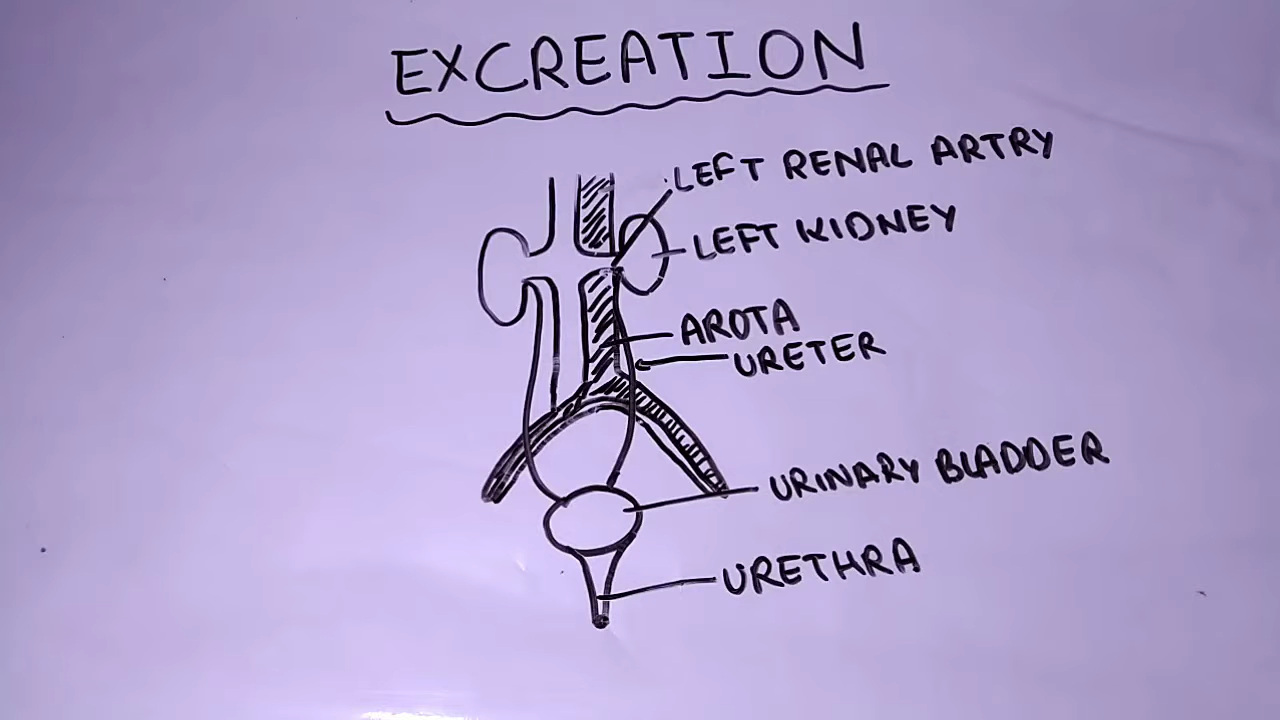 EXCREATION
LEFT RENAL ARTRY
LEFT KIDNEY
AROTA
URETER
URINARY BLADDER
URETHRA